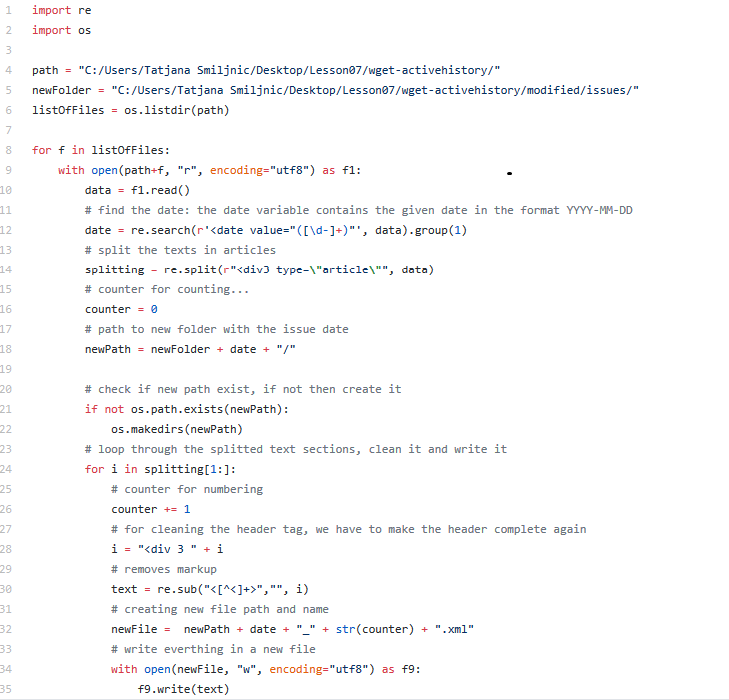 1 import re
2 import os
3
4 path = "C:/Users/Tatjana Smiljnic/Desktop/Lesson07/wget-activehistory/"
5 newFolder = "C:/Users/Tatjana Smiljnic/Desktop/Lesson07/wget-activehistory/modified/issues/"
6 listOfFiles = os.listdir(path)
7
8 for f in listOfFiles:
9     with open(path+f, "r", encoding="utf8") as f1:
10         data = f1.read()
11         # find the date: the date variable contains the given date in the format YYYY-MM-DD
12         date = re.search(r'<date value="([\d-]+)"', data).group(1)
13         # split the texts in articles
14         splitting = re.split(r"<div3 type=\"article\"", data)
15         # counter for counting...
16         counter = 0
17         # path to new folder with the issue date
18         newPath = newFolder + date + "/"
19
20         # check if new path exist, if not then create it
21         if not os.path.exists(newPath):
22             os.makedirs(newPath)
23         # loop through the splitted text sections, clean it and write it
24         for i in splitting[1:]:
25             # counter for numbering
26             counter += 1
27             # for cleaning the header tag, we have to make the header complete again
28             i = "<div 3 " + i
29             # removes markup
30             text = re.sub("<[^<]+>","", i)
31             # creating new file path and name
32             newFile =  newPath + date + "_" + str(counter) + ".xml"
33             # write everthing in a new file
34             with open(newFile, "w", encoding="utf8") as f9:
35                 f9.write(text)